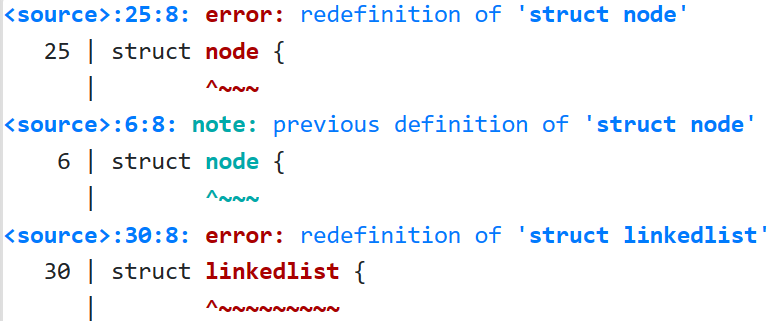 <source>:25:8: error: redefinition of 'struct node'
   25 | struct node {
      |        ^~~~
<source>:6:8: note: previous definition of 'struct node'
    6 | struct node {
      |        ^~~~
<source>:30:8: error: redefinition of 'struct linkedlist'
   30 | struct linkedlist {
      |        ^~~~~~~~~~